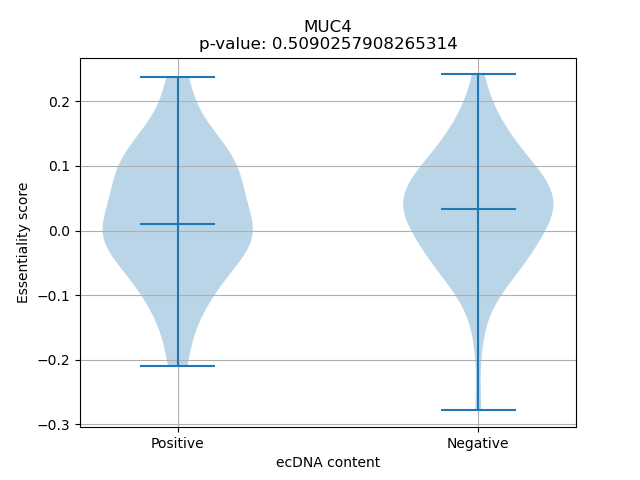 MUC4
p-value: 0.5090257908265314
Essentiality score
0.2
0.1
0.0
−0.1
−0.2
−0.3
Positive
Negative
ecDNA content